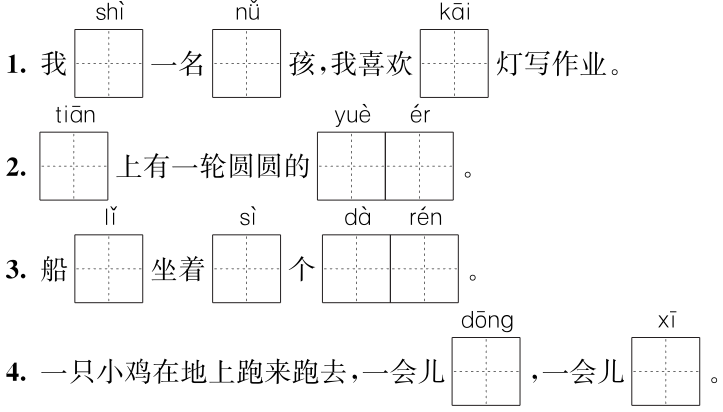 shì nǚ kāi
1. 我 一名 孩,我喜欢 灯写作业。
tiān yuè ér
2. 上有一轮圆圆的 。
lǐ sì dà rén
3. 船 坐着 个 。
dōng xī
4. 一只小鸡在地上跑来跑去,一会儿 ,一会儿 。